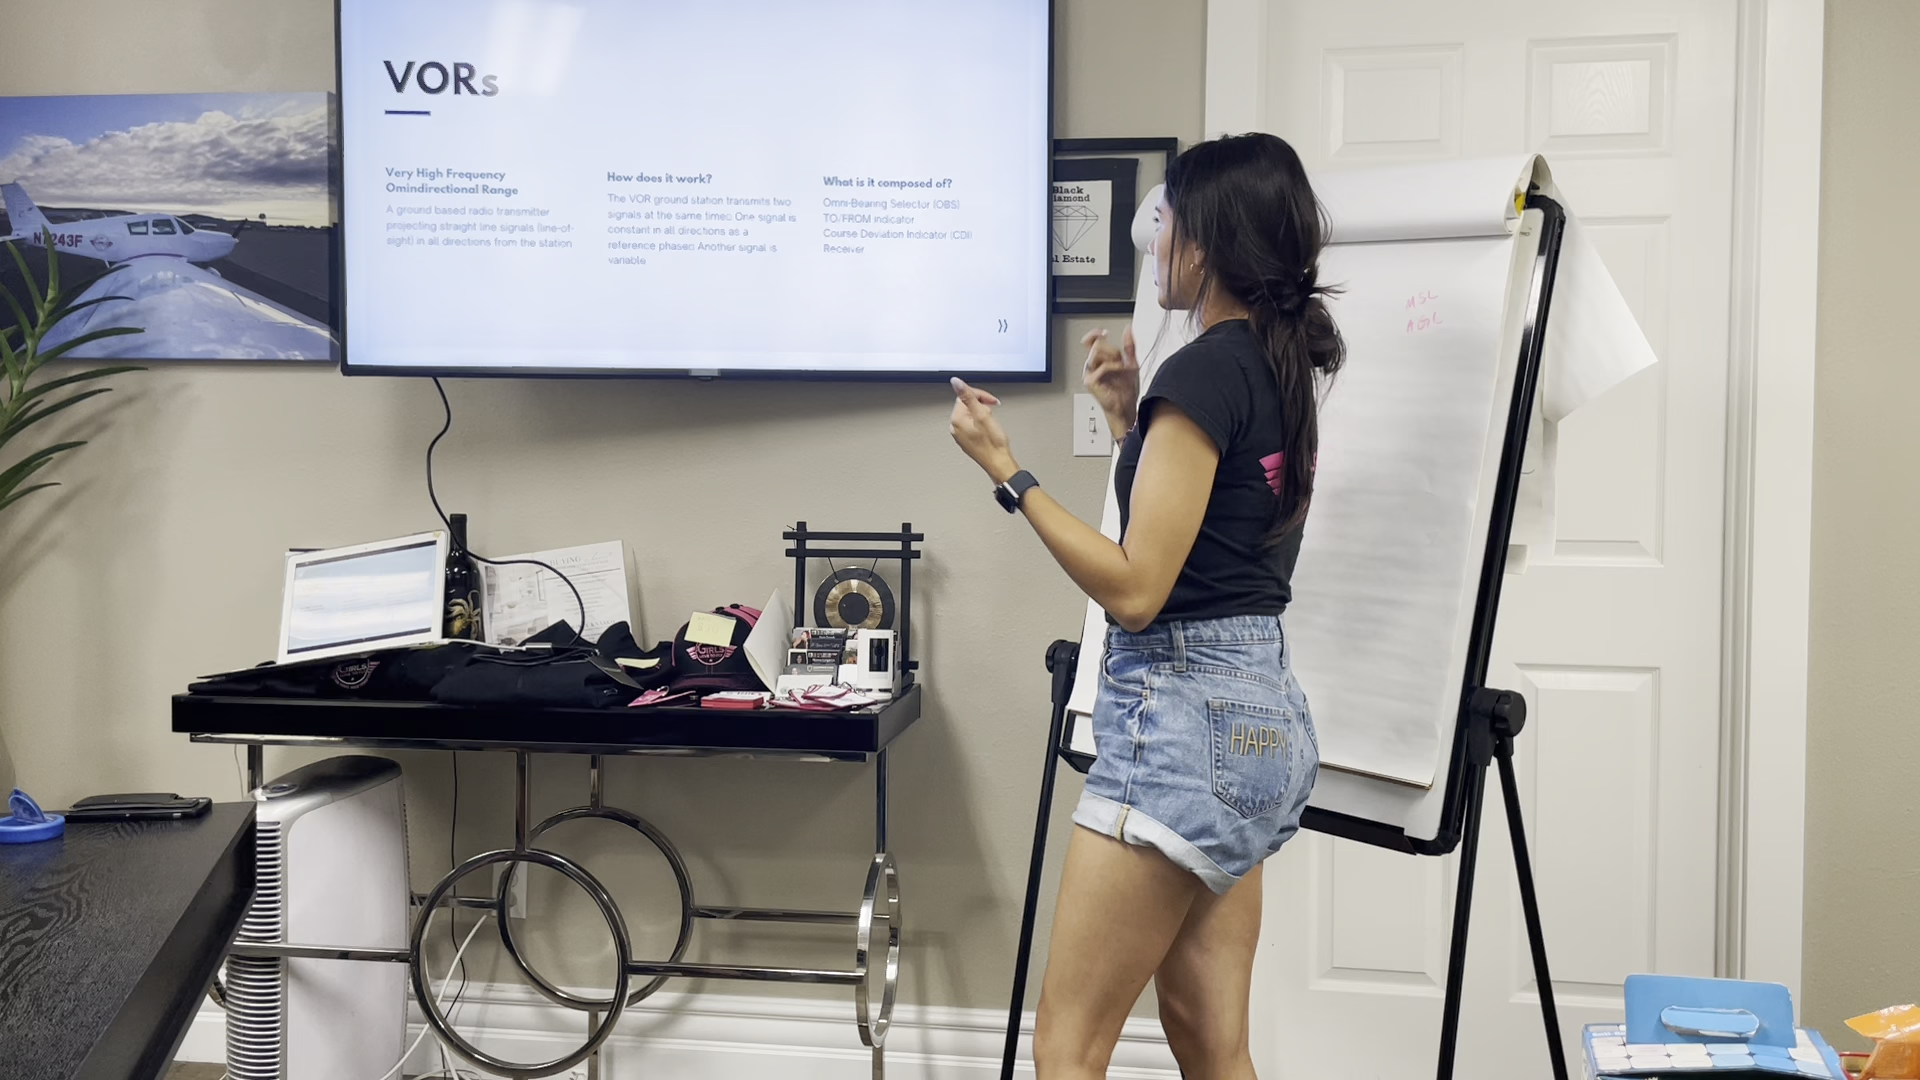 VORs
Very High Frequency
Omindirectional Range
A ground based radio transmitter
projecting straight line signals (line-of-
sight) in all directions from the station
How does it work?
The VOR ground station transmits two
signals at the same time: One signal is
constant in all directions as a
reference phase: Another signal is
variable
What is it composed of?
Omni-Bearing Selector (OBS)
TO/FROM indicator
Course Deviation Indicator (CDI)
Receiver
Black
Real Estate
MSL
AGL
GIRLS
GIRLS
HAPPY